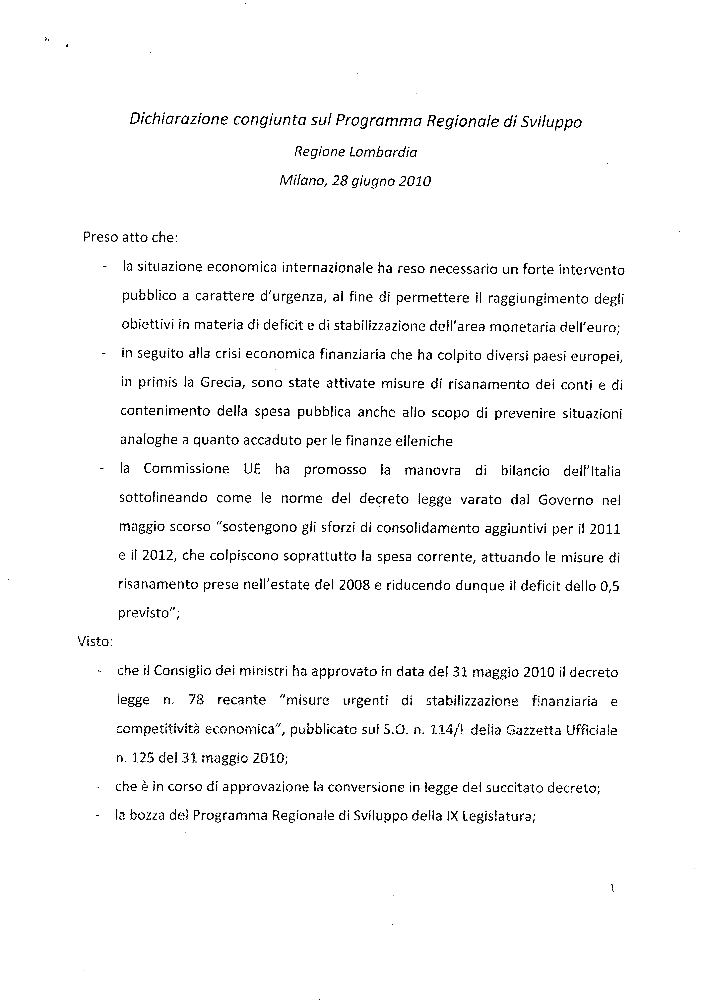 Dichiarazione congiunta sul Programma Regionale di Sviluppo
Regione Lombardia
Milano, 28 giugno 2010
Preso atto che:
- la situazione economica internazionale ha reso necessario un forte intervento
pubblico a carattere d'urgenza, al fine di permettere il raggiungimento degli
obiettivi in materia di deficit e di stabilizzazione dell'area monetaria dell'euro;
- in seguito alla crisi economica finanziaria che ha colpito diversi paesi europei,
in primis la Grecia, sono state attivate misure di risanamento dei conti e di
contenimento della spesa pubblica anche allo scopo di prevenire situazioni
analoghe a quanto accaduto per le finanze elleniche
- la Commissione UE ha promosso la manovra di bilancio dell'Italia
sottolineando come le norme del decreto legge varato dal Governo nel
maggio scorso “sostengono gli sforzi di consolidamento aggiuntivi per il 2011
e il 2012, che colpiscono soprattutto la spesa corrente, attuando le misure di
risanamento prese nell'estate del 2008 e riducendo dunque il deficit dello 0,5
previsto”;
Visto:
- che il Consiglio dei ministri ha approvato in data del 31 maggio 2010 il decreto
legge n. 78 recante “misure urgenti di stabilizzazione finanziaria e
competitività economica”, pubblicato sul S.O. n. 114/L della Gazzetta Ufficiale
n. 125 del 31 maggio 2010;
- che è in corso di approvazione la conversione in legge del succitato decreto;
- la bozza del Programma Regionale di Sviluppo della IX Legislatura;
1